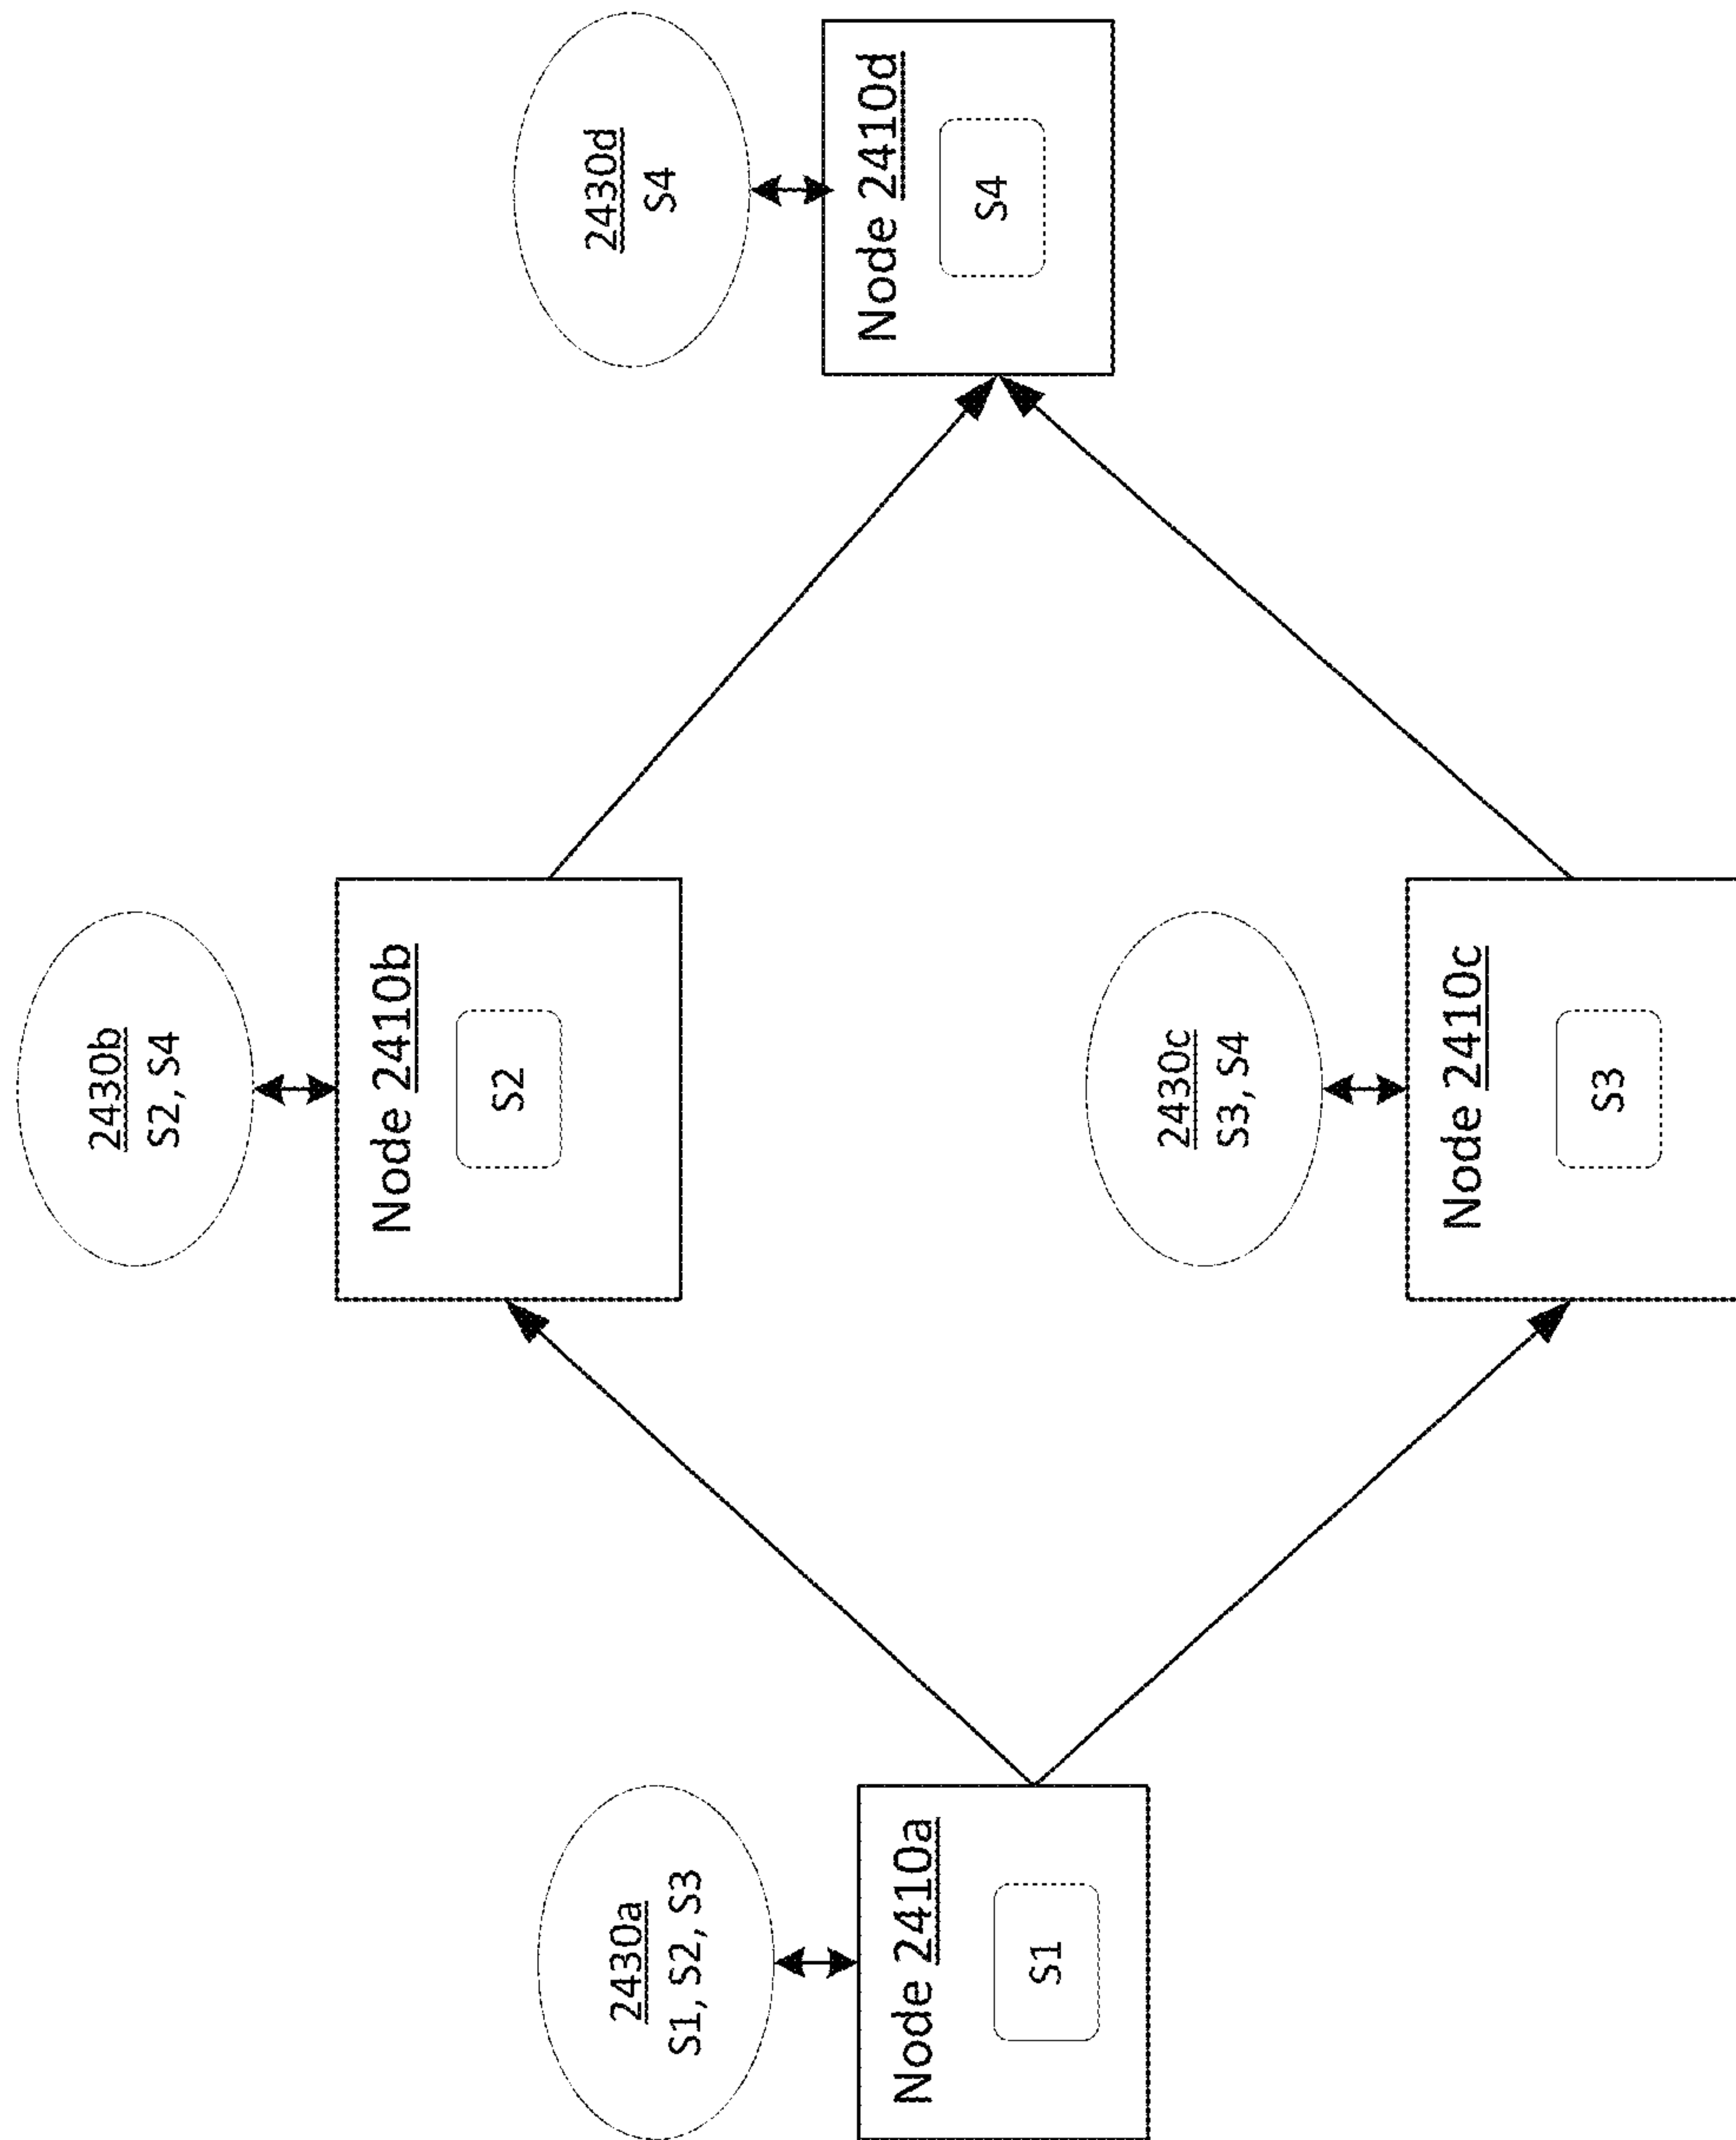 2430a
S1, S2, S3
Node 2410a
S1
2430b
S2, S4
Node 2410b
S2
2430c
S3, S4
Node 2410c
S3
2430d
S4
Node 2410d
S4